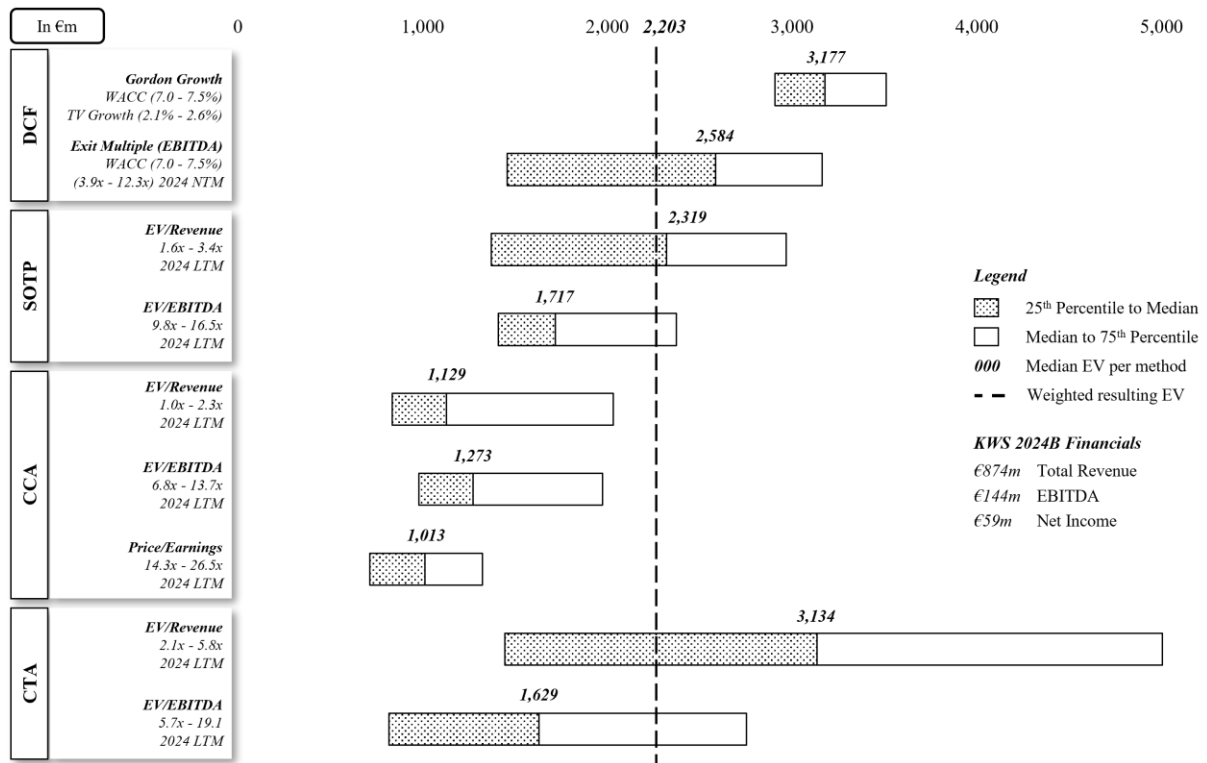 In €m
0 1,000 2,000 2,203 3,000 4,000 5,000
DCF
Gordon Growth
WACC (7.0 - 7.5%)
TV Growth (2.1% - 2.6%)
3,177
Exit Multiple (EBITDA)
WACC (7.0 - 7.5%)
(3.9x - 12.3x) 2024 NTM
2,584
SOTP
EV/Revenue
1.6x - 3.4x
2024 LTM
2,319
EV/EBITDA
9.8x - 16.5x
2024 LTM
1,717
CCA
EV/Revenue
1.0x - 2.3x
2024 LTM
1,129
EV/EBITDA
6.8x - 13.7x
2024 LTM
1,273
Price/Earnings
14.3x - 26.5x
2024 LTM
1,013
CTA
EV/Revenue
2.1x - 5.8x
2024 LTM
3,134
EV/EBITDA
5.7x - 19.1
2024 LTM
1,629
Legend
25th Percentile to Median
Median to 75th Percentile
000 Median EV per method
Weighted resulting EV
KWS 2024B Financials
€874m Total Revenue
€144m EBITDA
€59m Net Income